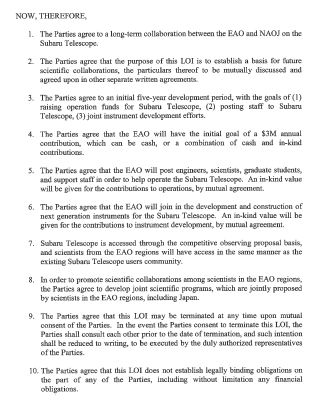 NOW, THEREFORE,
1. The Parties agree to a long-term collaboration between the EAO and NAOJ on the
Subaru Telescope.
2. The Parties agree that the purpose of this LOI is to establish a basis for future
scientific collaborations, the particulars thereof to be mutually discussed and
agreed upon in other separate written agreements.
3. The Parties agree to an initial five-year development period, with the goals of (1)
raising operation funds for Subaru Telescope, (2) posting staff to Subaru
Telescope, (3) joint instrument development efforts.
4. The Parties agree that the EAO will have the initial goal of a $3M annual
contribution, which can be cash, or a combination of cash and in-kind
contributions.
5. The Parties agree that the EAO will post engineers, scientists, graduate students,
and support staff in order to help operate the Subaru Telescope. An in-kind value
will be given for the contributions to operations, by mutual agreement.
6. The Parties agree that the EAO will join in the development and construction of
next generation instruments for the Subaru Telescope. An in-kind value will be
given for the contributions to instrument development, by mutual agreement.
7. Subaru Telescope is accessed through the competitive observing proposal basis,
and scientists from the EAO regions will have access in the same manner as the
existing Subaru Telescope users community.
8. In order to promote scientific collaborations among scientists in the EAO regions,
the Parties agree to develop joint scientific programs, which are jointly proposed
by scientists in the EAO regions, including Japan.
9. The Parties agree that this LOI may be terminated at any time upon mutual
consent of the Parties. In the event the Parties consent to terminate this LOI, the
Parties shall consult each other prior to the date of termination, and such intention
shall be reduced to writing, to be executed by the duly authorized representatives
of the Parties.
10. The Parties agree that this LOI does not establish legally binding obligations on
the part of any of the Parties, including without limitation any financial
obligations.